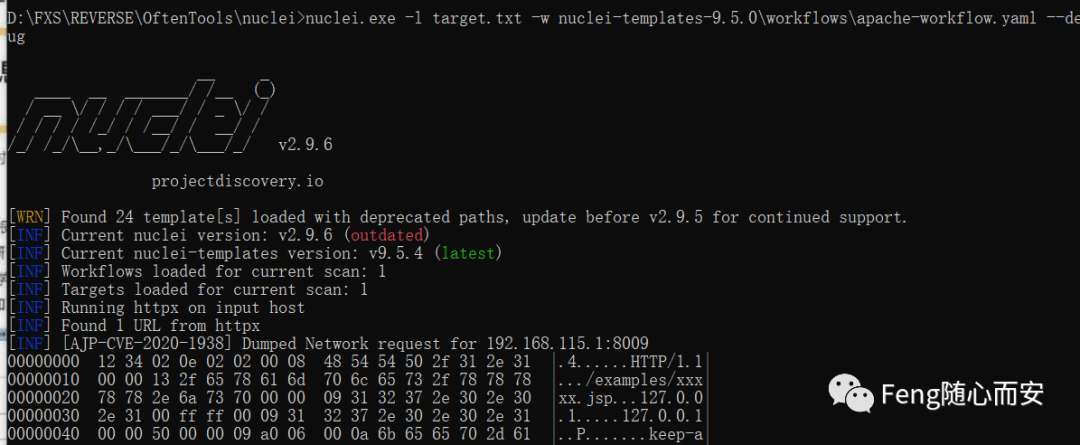 D:\FXS\REVERSE\OftenTools\nuclei>nuclei.exe -l target.txt -w nuclei-templates-9.5.0\workflows\apache-workflow.yaml --de
ug
nuclei v2.9.6
projectdiscovery.io
[WRN] Found 24 template[s] loaded with deprecated paths, update before v2.9.5 for continued support.
[INF] Current nuclei version: v2.9.6 (outdated)
[INF] Current nuclei-templates version: v9.5.4 (latest)
[INF] Workflows loaded for current scan: 1
[INF] Targets loaded for current scan: 1
[INF] Running httpx on input host
[INF] Found 1 URL from httpx
[INF] [AJP-CVE-2020-1938] Dumped Network request for 192.168.115.1:8009
00000000 12 34 02 0e 02 02 00 08 48 54 54 50 2f 31 2e 31 |.4......HTTP/1.1|
00000010 00 00 13 2f 65 78 61 6d 70 6c 65 73 2f 78 78 78 |.../examples/xxx|
00000020 78 78 2e 6a 73 70 00 00 09 31 32 37 2e 30 2e 30 |xx.jsp...127.0.0|
00000030 2e 31 00 ff ff 00 09 31 32 37 2e 30 2e 30 2e 31 |.1.....127.0.0.1|
00000040 00 00 50 00 00 09 a0 06 00 0a 6b 65 65 70 2d 61 |..P.......keep-a|
Feng随心而安